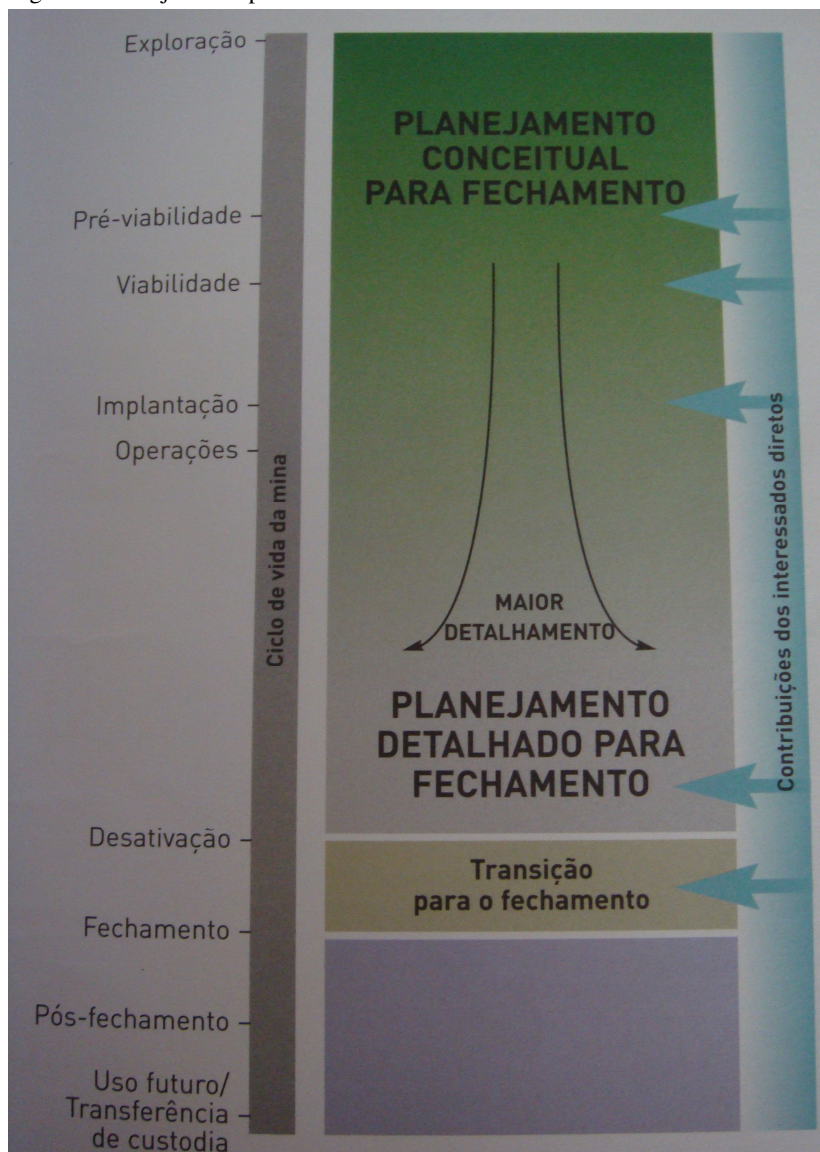 Exploração
Pré-viabilidade
Viabilidade
Implantação
Operações
Desativação
Fechamento
Pós-fechamento
Uso futuro/
Transferência
de custodia
Ciclo de vida da mina
PLANEJAMENTO
CONCEITUAL
PARA FECHAMENTO
MAIOR
DETALHAMENTO
PLANEJAMENTO
DETALHADO PARA
FECHAMENTO
Transição
para o fechamento
Contribuições dos interessados diretos